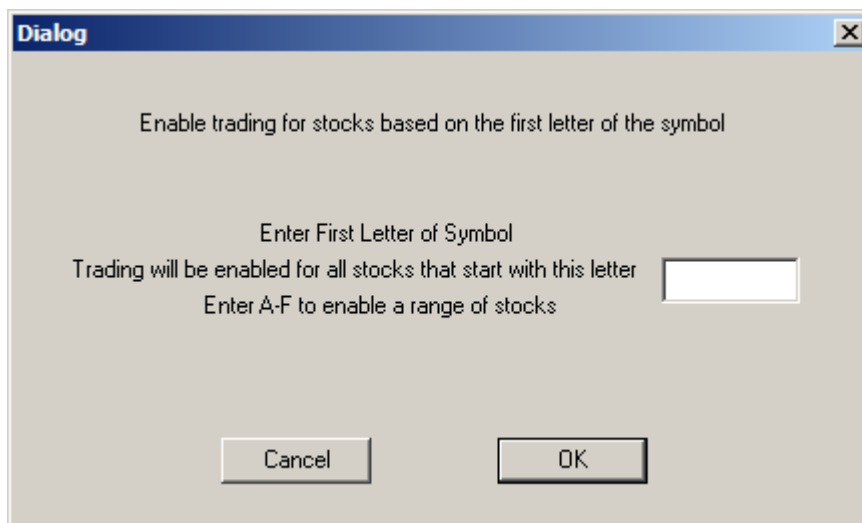 Dialog
Enable trading for stocks based on the first letter of the symbol
Enter First Letter of Symbol
Trading will be enabled for all stocks that start with this letter
Enter A-F to enable a range of stocks
Cancel
OK